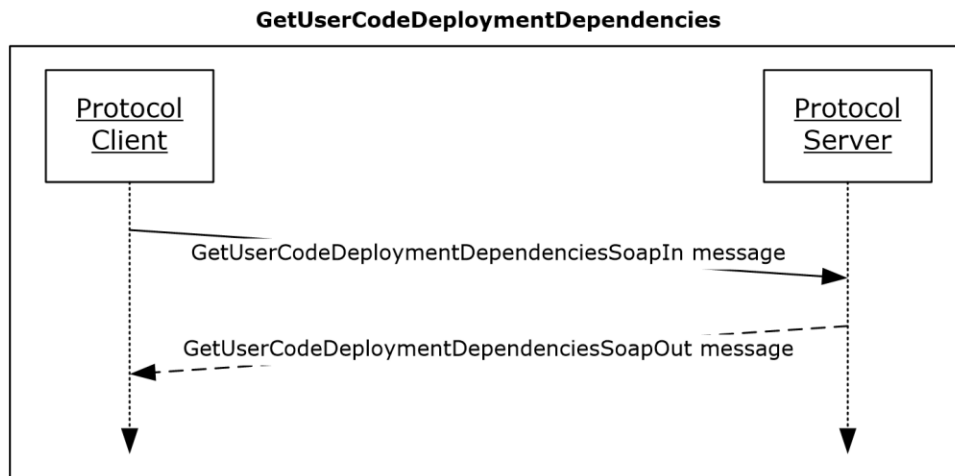 GetUserCodeDeploymentDependencies
Protocol
Client
Protocol
Server
GetUserCodeDeploymentDependenciesSoapIn message
GetUserCodeDeploymentDependenciesSoapOut message